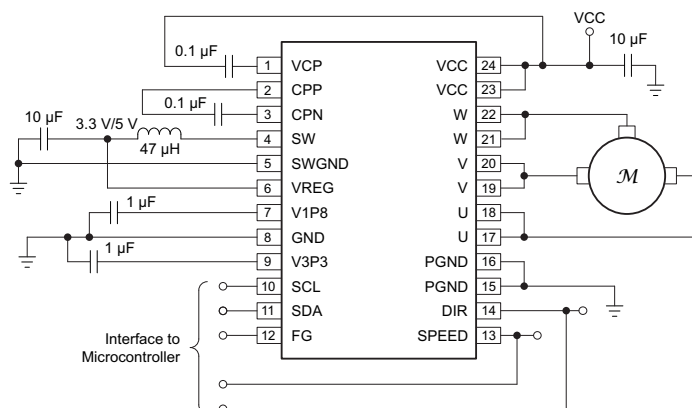 VCC
0.1 µF
10 µF
1 VCP VCC 24
2 CPP VCC 23
0.1 µF
3 CPN W 22
10 µF
3.3 V/5 V
47 µH
4 SW W 21
5 SWGND V 20
6 VREG V 19
M
1 µF
7 V1P8 U 18
8 GND U 17
1 µF
9 V3P3 PGND 16
10 SCL PGND 15
11 SDA DIR 14
12 FG SPEED 13
Interface to
Microcontroller